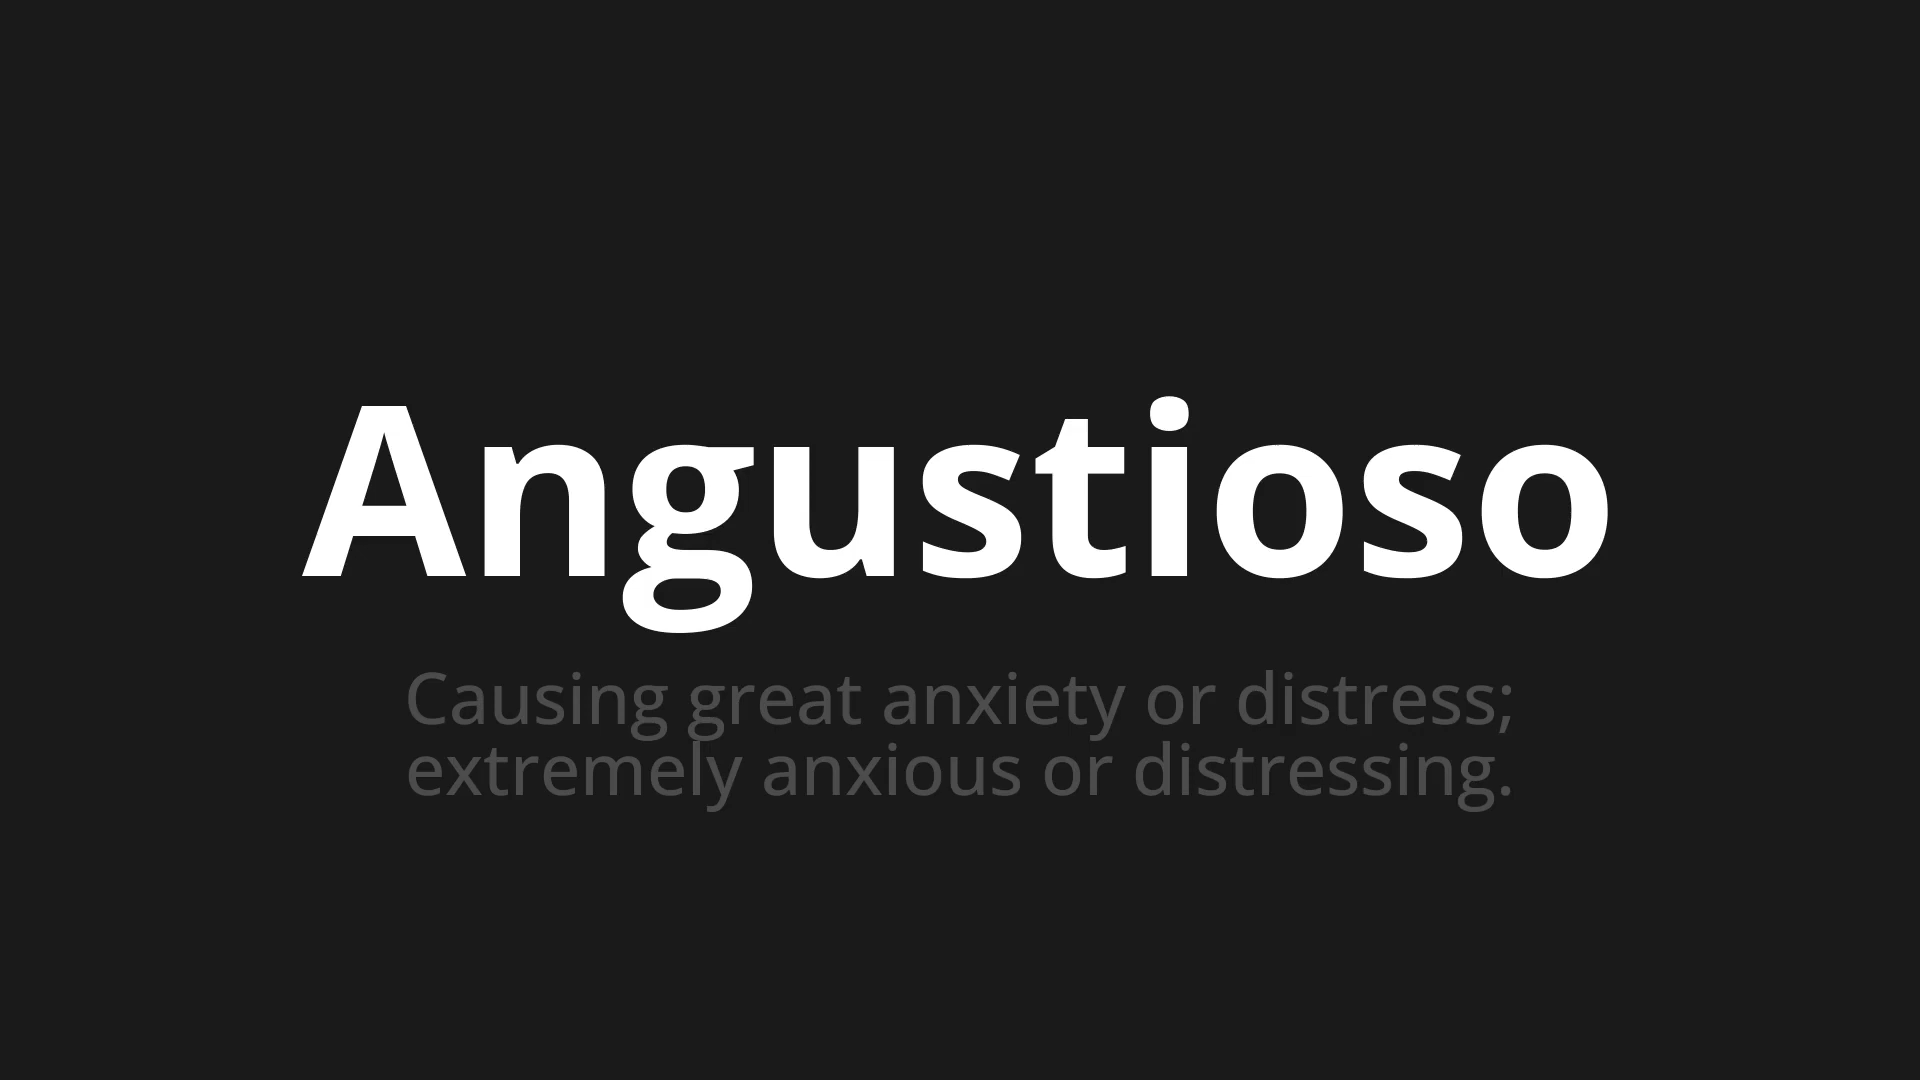 Angustioso
Causing great anxiety or distress;
extremely anxious or distressing.